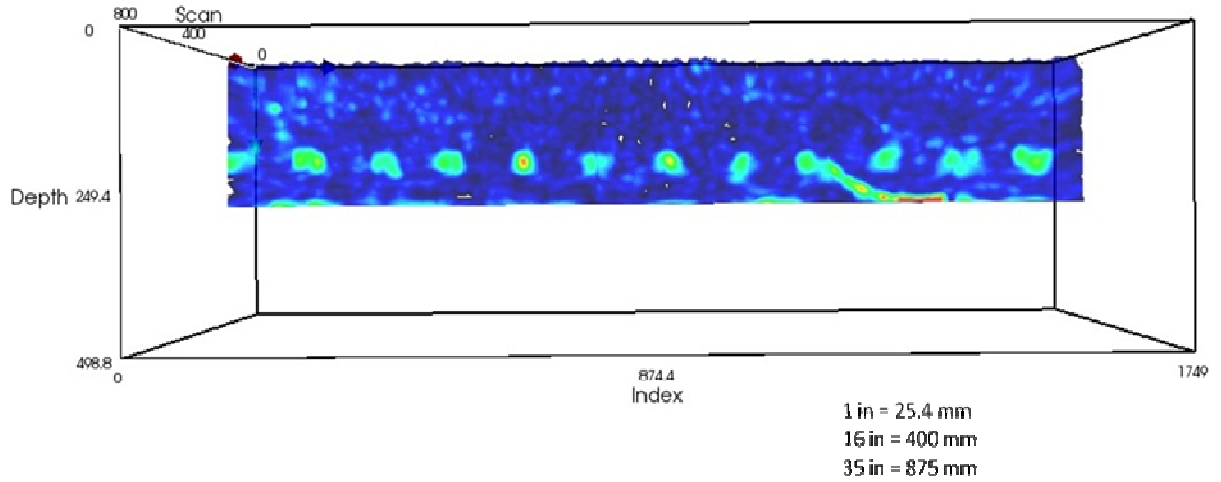 800
Scan
0
400
0
Depth 249.4
498.8
0
874.4
1749
Index
1 in = 25.4 mm
16 in = 400 mm
35 in = 875 mm